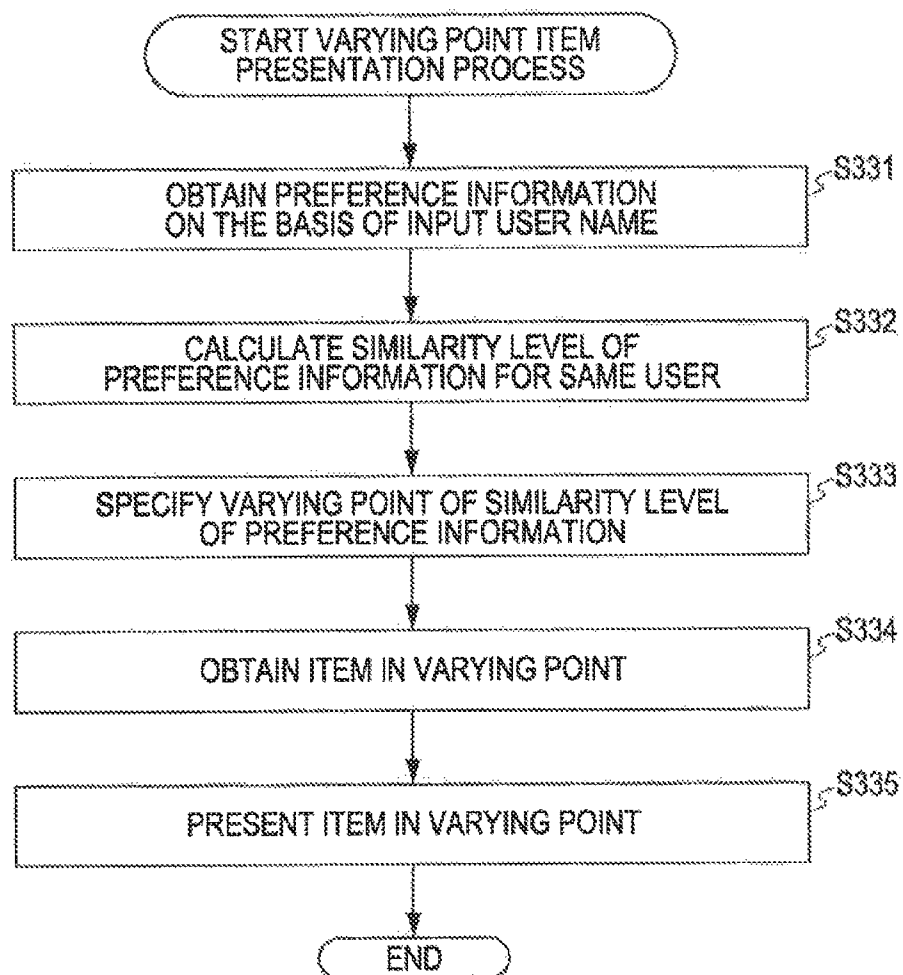 START VARYING POINT ITEM
PRESENTATION PROCESS
S331
OBTAIN PREFERENCE INFORMATION
ON THE BASIS OF INPUT USER NAME
S332
CALCULATE SIMILARITY LEVEL OF
PREFERENCE INFORMATION FOR SAME USER
S333
SPECIFY VARYING POINT OF SIMILARITY LEVEL
OF PREFERENCE INFORMATION
S334
OBTAIN ITEM IN VARYING POINT
S335
PRESENT ITEM IN VARYING POINT
END